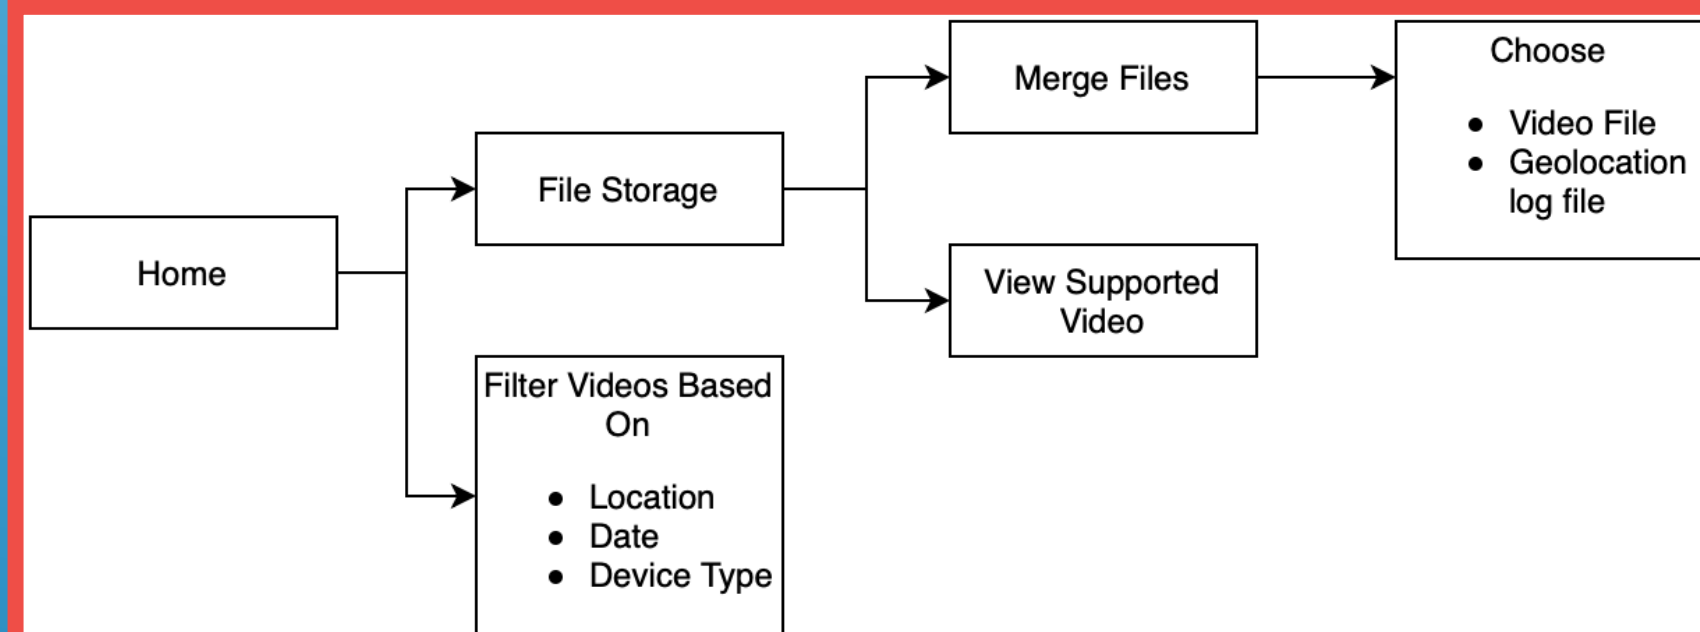 Home
File Storage
Filter Videos Based
On
● Location
● Date
● Device Type
Merge Files
View Supported
Video
Choose
● Video File
● Geolocation
log file